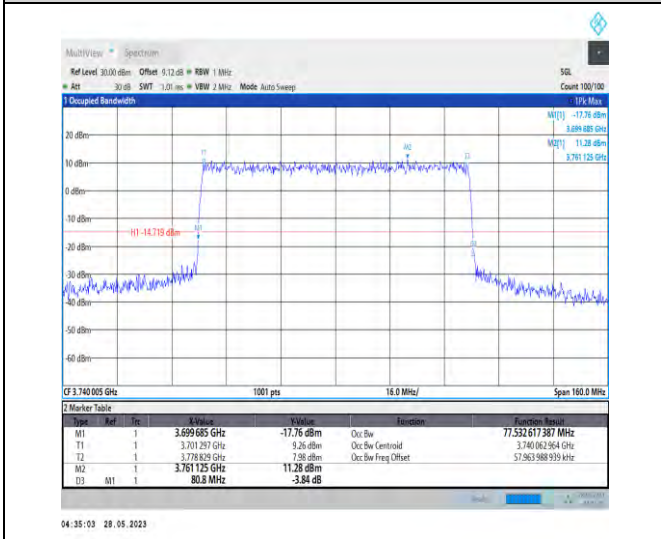 MultiView Spectrum
Ref Level 30.00 dBm Offset 9.12 dB RBW 1 MHz SGL
Att 30 dB SWT 1.01 ms VBW 2 MHz Mode Auto Sweep Count 100/100
1 Occupied Bandwidth 1Pk Max
M1[1] -17.76 dBm
3.699 685 GHz
M2[1] 11.28 dBm
3.761 125 GHz
20 dBm
10 dBm
0 dBm
-10 dBm
H1 -14.719 dBm
-20 dBm
-30 dBm
-40 dBm
-50 dBm
-60 dBm
T1
M2
M1
CF 3.740 005 GHz 1001 pts 16.0 MHz/ Span 160.0 MHz
2 Marker Table
Type Ref Trc X-Value Y-Value Function Function Result
M1 1 3.699 685 GHz -17.76 dBm Occ Bw 77.532 617 387 MHz
T1 1 3.701 297 GHz 9.26 dBm Occ Bw Centroid 3.740 062 964 GHz
T2 1 3.778 829 GHz 7.98 dBm Occ Bw Freq Offset 57.963 988 939 kHz
M2 1 3.761 125 GHz 11.28 dBm
D3 M1 1 80.8 MHz -3.84 dB
04:35:03 28.05.2023